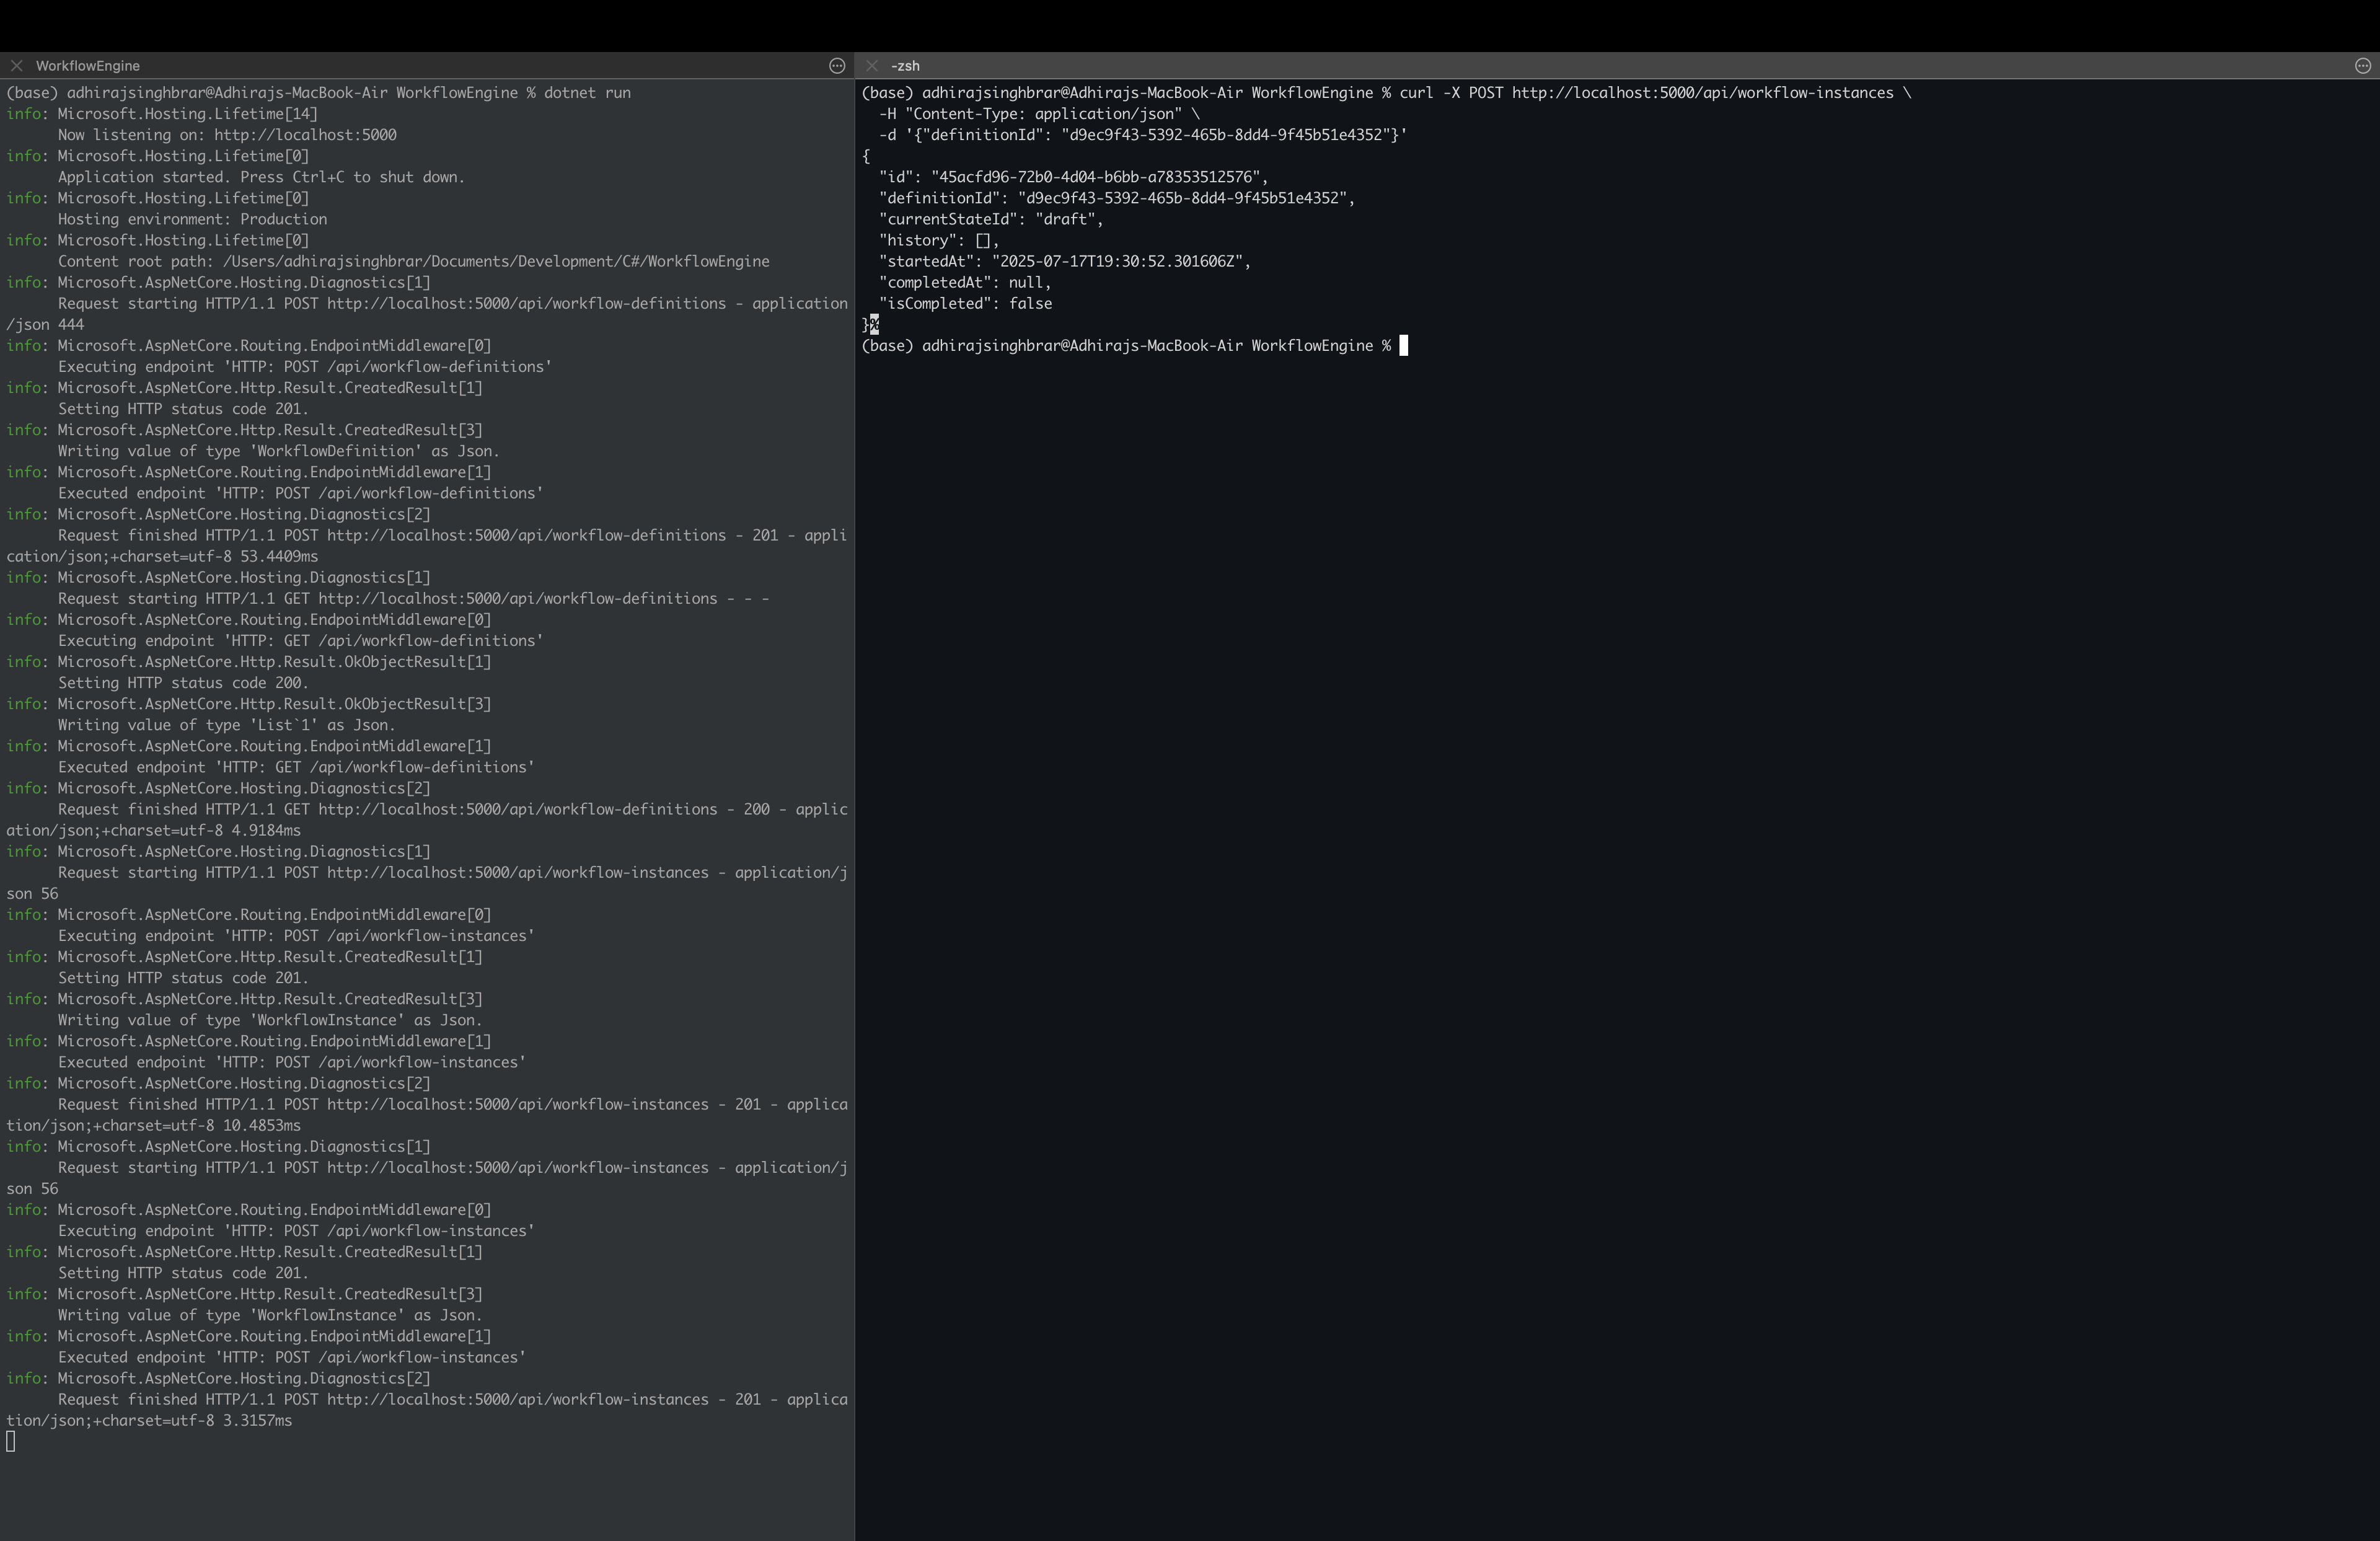 WorkflowEngine
(base) adhirajsinghbrar@Adhirajs-MacBook-Air WorkflowEngine % dotnet run
info: Microsoft.Hosting.Lifetime[14]
      Now listening on: http://localhost:5000
info: Microsoft.Hosting.Lifetime[0]
      Application started. Press Ctrl+C to shut down.
info: Microsoft.Hosting.Lifetime[0]
      Hosting environment: Production
info: Microsoft.Hosting.Lifetime[0]
      Content root path: /Users/adhirajsinghbrar/Documents/Development/C#/WorkflowEngine
info: Microsoft.AspNetCore.Hosting.Diagnostics[1]
      Request starting HTTP/1.1 POST http://localhost:5000/api/workflow-definitions - application
/json 444
info: Microsoft.AspNetCore.Routing.EndpointMiddleware[0]
      Executing endpoint 'HTTP: POST /api/workflow-definitions'
info: Microsoft.AspNetCore.Http.Result.CreatedResult[1]
      Setting HTTP status code 201.
info: Microsoft.AspNetCore.Http.Result.CreatedResult[3]
      Writing value of type 'WorkflowDefinition' as Json.
info: Microsoft.AspNetCore.Routing.EndpointMiddleware[1]
      Executed endpoint 'HTTP: POST /api/workflow-definitions'
info: Microsoft.AspNetCore.Hosting.Diagnostics[2]
      Request finished HTTP/1.1 POST http://localhost:5000/api/workflow-definitions - 201 - appli
cation/json;+charset=utf-8 53.4409ms
info: Microsoft.AspNetCore.Hosting.Diagnostics[1]
      Request starting HTTP/1.1 GET http://localhost:5000/api/workflow-definitions - - -
info: Microsoft.AspNetCore.Routing.EndpointMiddleware[0]
      Executing endpoint 'HTTP: GET /api/workflow-definitions'
info: Microsoft.AspNetCore.Http.Result.OkObjectResult[1]
      Setting HTTP status code 200.
info: Microsoft.AspNetCore.Http.Result.OkObjectResult[3]
      Writing value of type 'List`1' as Json.
info: Microsoft.AspNetCore.Routing.EndpointMiddleware[1]
      Executed endpoint 'HTTP: GET /api/workflow-definitions'
info: Microsoft.AspNetCore.Hosting.Diagnostics[2]
      Request finished HTTP/1.1 GET http://localhost:5000/api/workflow-definitions - 200 - applic
ation/json;+charset=utf-8 4.9184ms
info: Microsoft.AspNetCore.Hosting.Diagnostics[1]
      Request starting HTTP/1.1 POST http://localhost:5000/api/workflow-instances - application/j
son 56
info: Microsoft.AspNetCore.Routing.EndpointMiddleware[0]
      Executing endpoint 'HTTP: POST /api/workflow-instances'
info: Microsoft.AspNetCore.Http.Result.CreatedResult[1]
      Setting HTTP status code 201.
info: Microsoft.AspNetCore.Http.Result.CreatedResult[3]
      Writing value of type 'WorkflowInstance' as Json.
info: Microsoft.AspNetCore.Routing.EndpointMiddleware[1]
      Executed endpoint 'HTTP: POST /api/workflow-instances'
info: Microsoft.AspNetCore.Hosting.Diagnostics[2]
      Request finished HTTP/1.1 POST http://localhost:5000/api/workflow-instances - 201 - applica
tion/json;+charset=utf-8 10.4853ms
info: Microsoft.AspNetCore.Hosting.Diagnostics[1]
      Request starting HTTP/1.1 POST http://localhost:5000/api/workflow-instances - application/j
son 56
info: Microsoft.AspNetCore.Routing.EndpointMiddleware[0]
      Executing endpoint 'HTTP: POST /api/workflow-instances'
info: Microsoft.AspNetCore.Http.Result.CreatedResult[1]
      Setting HTTP status code 201.
info: Microsoft.AspNetCore.Http.Result.CreatedResult[3]
      Writing value of type 'WorkflowInstance' as Json.
info: Microsoft.AspNetCore.Routing.EndpointMiddleware[1]
      Executed endpoint 'HTTP: POST /api/workflow-instances'
info: Microsoft.AspNetCore.Hosting.Diagnostics[2]
      Request finished HTTP/1.1 POST http://localhost:5000/api/workflow-instances - 201 - applica
tion/json;+charset=utf-8 3.3157ms
-zsh
(base) adhirajsinghbrar@Adhirajs-MacBook-Air WorkflowEngine % curl -X POST http://localhost:5000/api/workflow-instances \
  -H "Content-Type: application/json" \
  -d '{"definitionId": "d9ec9f43-5392-465b-8dd4-9f45b51e4352"}'
{
  "id": "45acfd96-72b0-4d04-b6bb-a78353512576",
  "definitionId": "d9ec9f43-5392-465b-8dd4-9f45b51e4352",
  "currentStateId": "draft",
  "history": [],
  "startedAt": "2025-07-17T19:30:52.301606Z",
  "completedAt": null,
  "isCompleted": false
}%
(base) adhirajsinghbrar@Adhirajs-MacBook-Air WorkflowEngine %